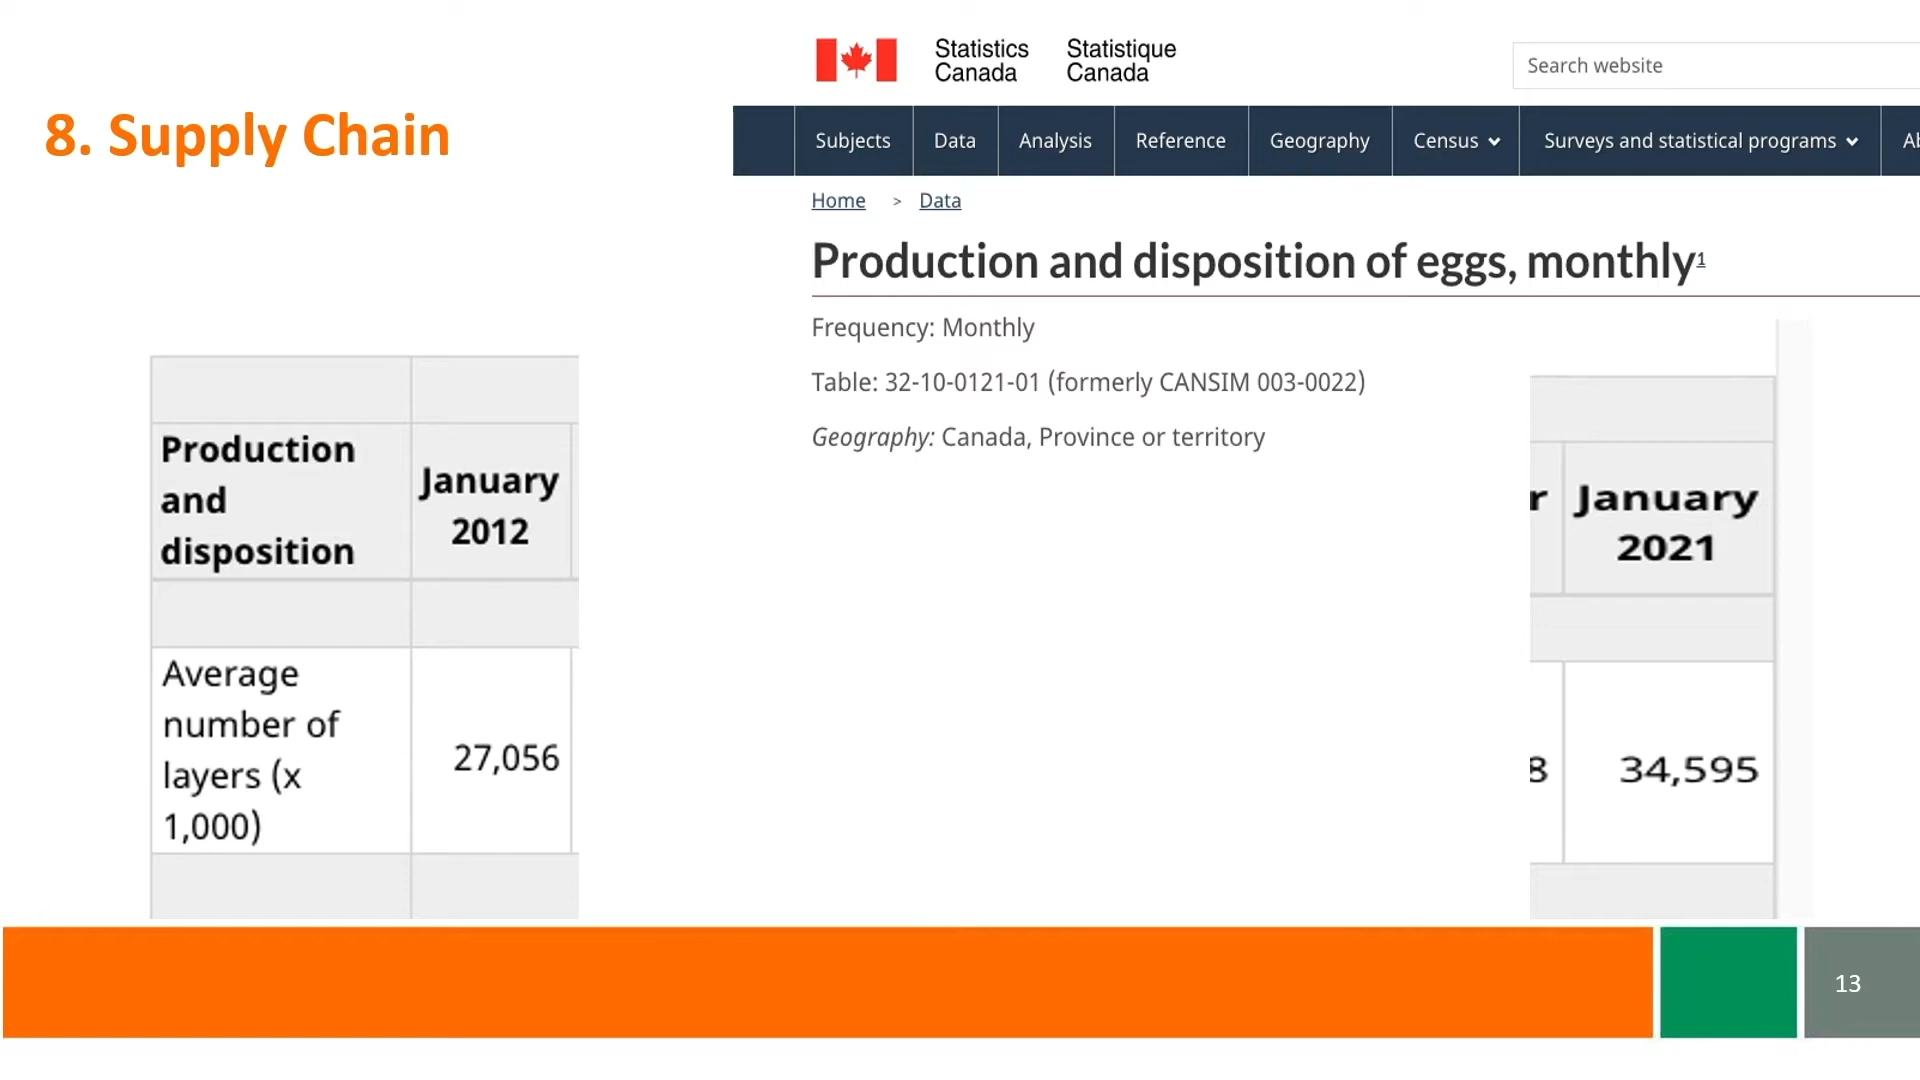 8. Supply Chain
Statistics
Canada
Statistique
Canada
Search website
Subjects Data Analysis Reference Geography Census Surveys and statistical programs
Home > Data
Production and disposition of eggs, monthly1
Frequency: Monthly
Table: 32-10-0121-01 (formerly CANSIM 003-0022)
Geography: Canada, Province or territory
Production
and
disposition
January
2012
Average
number of
layers (x
1,000)
27,056
January
2021
34,595
13